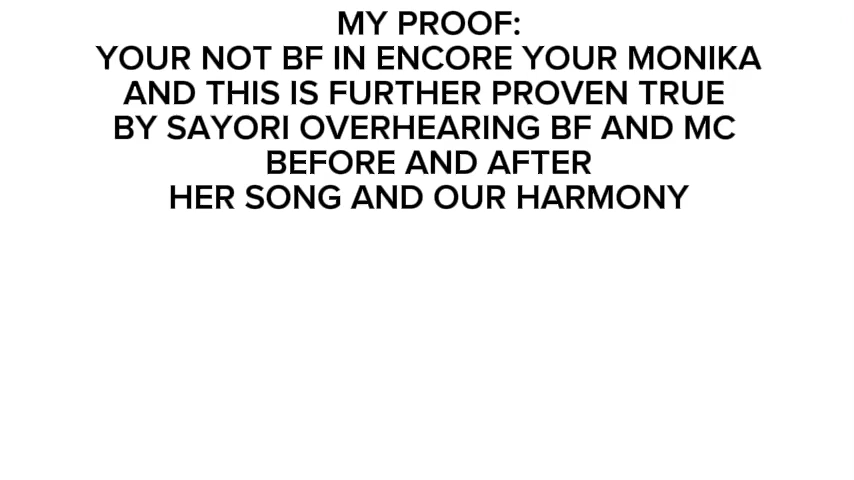 MY PROOF:
YOUR NOT BF IN ENCORE YOUR MONIKA
AND THIS IS FURTHER PROVEN TRUE
BY SAYORI OVERHEARING BF AND MC
BEFORE AND AFTER
HER SONG AND OUR HARMONY